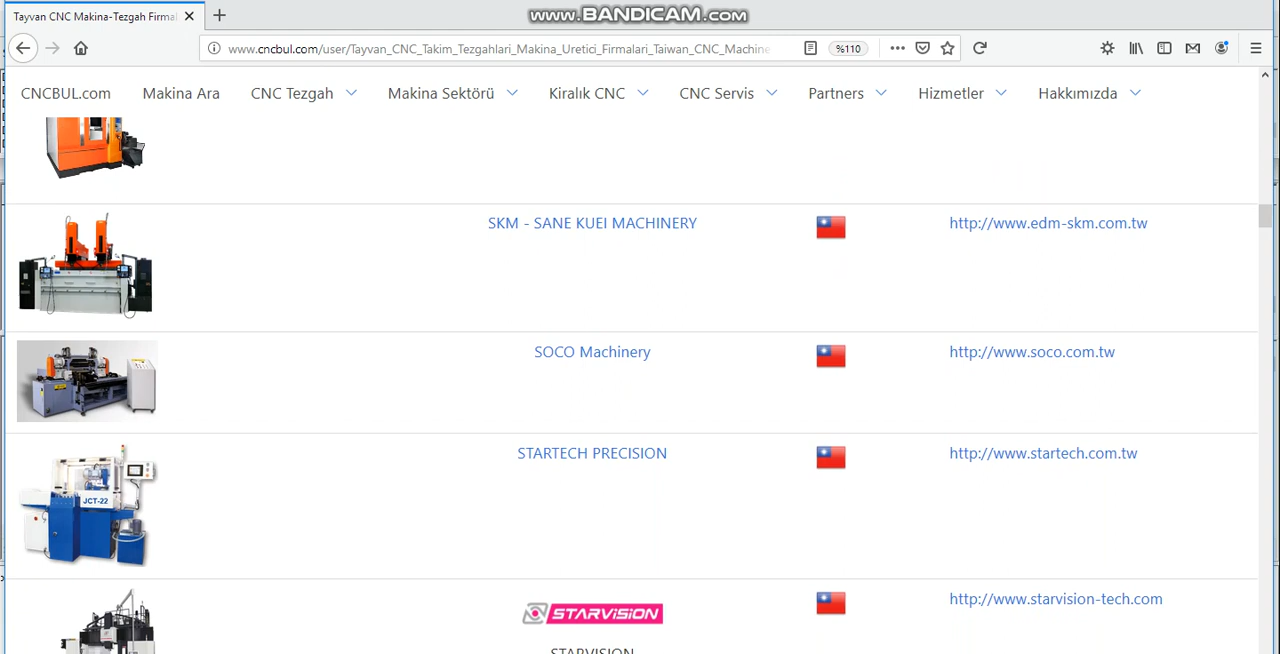 Tayvan CNC Makina-Tezgah Firmal
www.BANDICAM.com
www.cncbul.com/user/Tayvan_CNC_Takim_Tezgahlari_Makina_Uretici_Firmalari_Taiwan_CNC_Machine
%110
CNCBUL.com Makina Ara CNC Tezgah Makina Sektörü Kiralık CNC CNC Servis Partners Hizmetler Hakkımızda
SKM - SANE KUEI MACHINERY http://www.edm-skm.com.tw
SOCO Machinery http://www.soco.com.tw
STARTECH PRECISION http://www.startech.com.tw
JCT-22
STARVISION http://www.starvision-tech.com
STARVISION